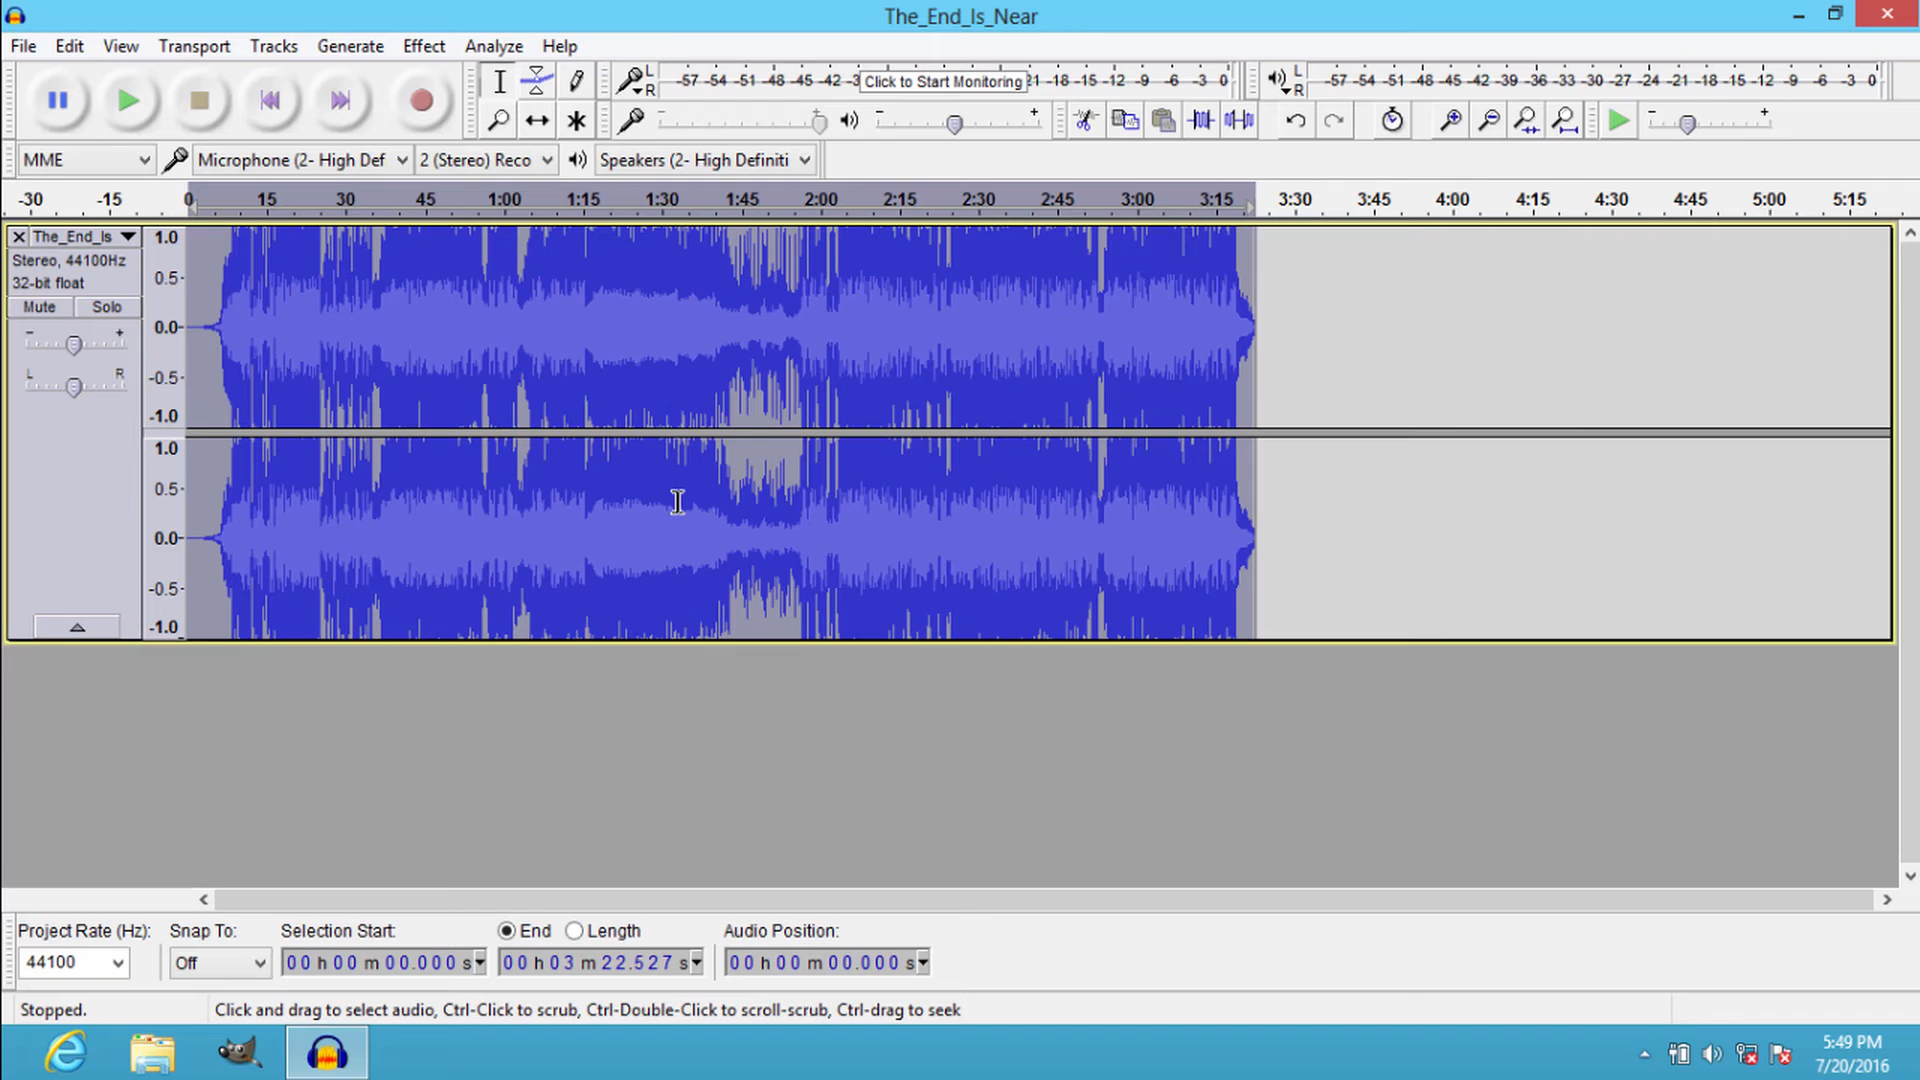 The_End_Is_Near
File Edit View Transport Tracks Generate Effect Analyze Help
L R -57 -54 -51 -48 -45 -42 -3 Click to Start Monitoring 21 -18 -15 -12 -9 -6 -3 0 L R -57 -54 -51 -48 -45 -42 -39 -36 -33 -30 -27 -24 -21 -18 -15 -12 -9 -6 -3 0
- + - + - +
MME Microphone (2- High Def 2 (Stereo) Reco Speakers (2- High Definiti
-30 -15 0 15 30 45 1:00 1:15 1:30 1:45 2:00 2:15 2:30 2:45 3:00 3:15 3:30 3:45 4:00 4:15 4:30 4:45 5:00 5:15
The_End_Is 1.0
Stereo, 44100Hz
32-bit float 0.5-
Mute Solo
- + 0.0-
L R -0.5-
-1.0
1.0
0.5-
0.0-
-0.5-
-1.0
Project Rate (Hz): Snap To: Selection Start: End Length Audio Position:
44100 Off 00 h 00 m 00.000 s 00 h 03 m 22.527 s 00 h 00 m 00.000 s
Stopped. Click and drag to select audio, Ctrl-Click to scrub, Ctrl-Double-Click to scroll-scrub, Ctrl-drag to seek
5:49 PM
7/20/2016